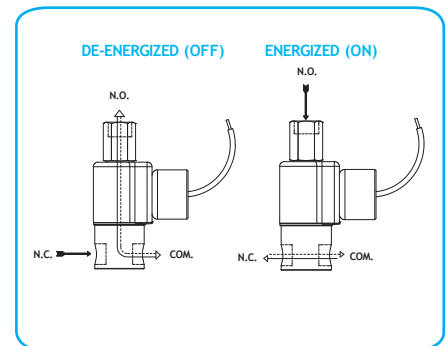 DE-ENERGIZED (OFF) ENERGIZED (ON)
N.O. N.O.
N.C. COM. N.C. COM.